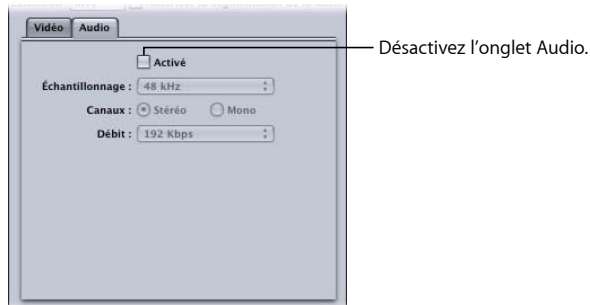 Vidéo Audio
Activé
Désactivez l'onglet Audio.
Échantillonnage : 48 kHz
Canaux : Stéréo Mono
Débit : 192 Kbps